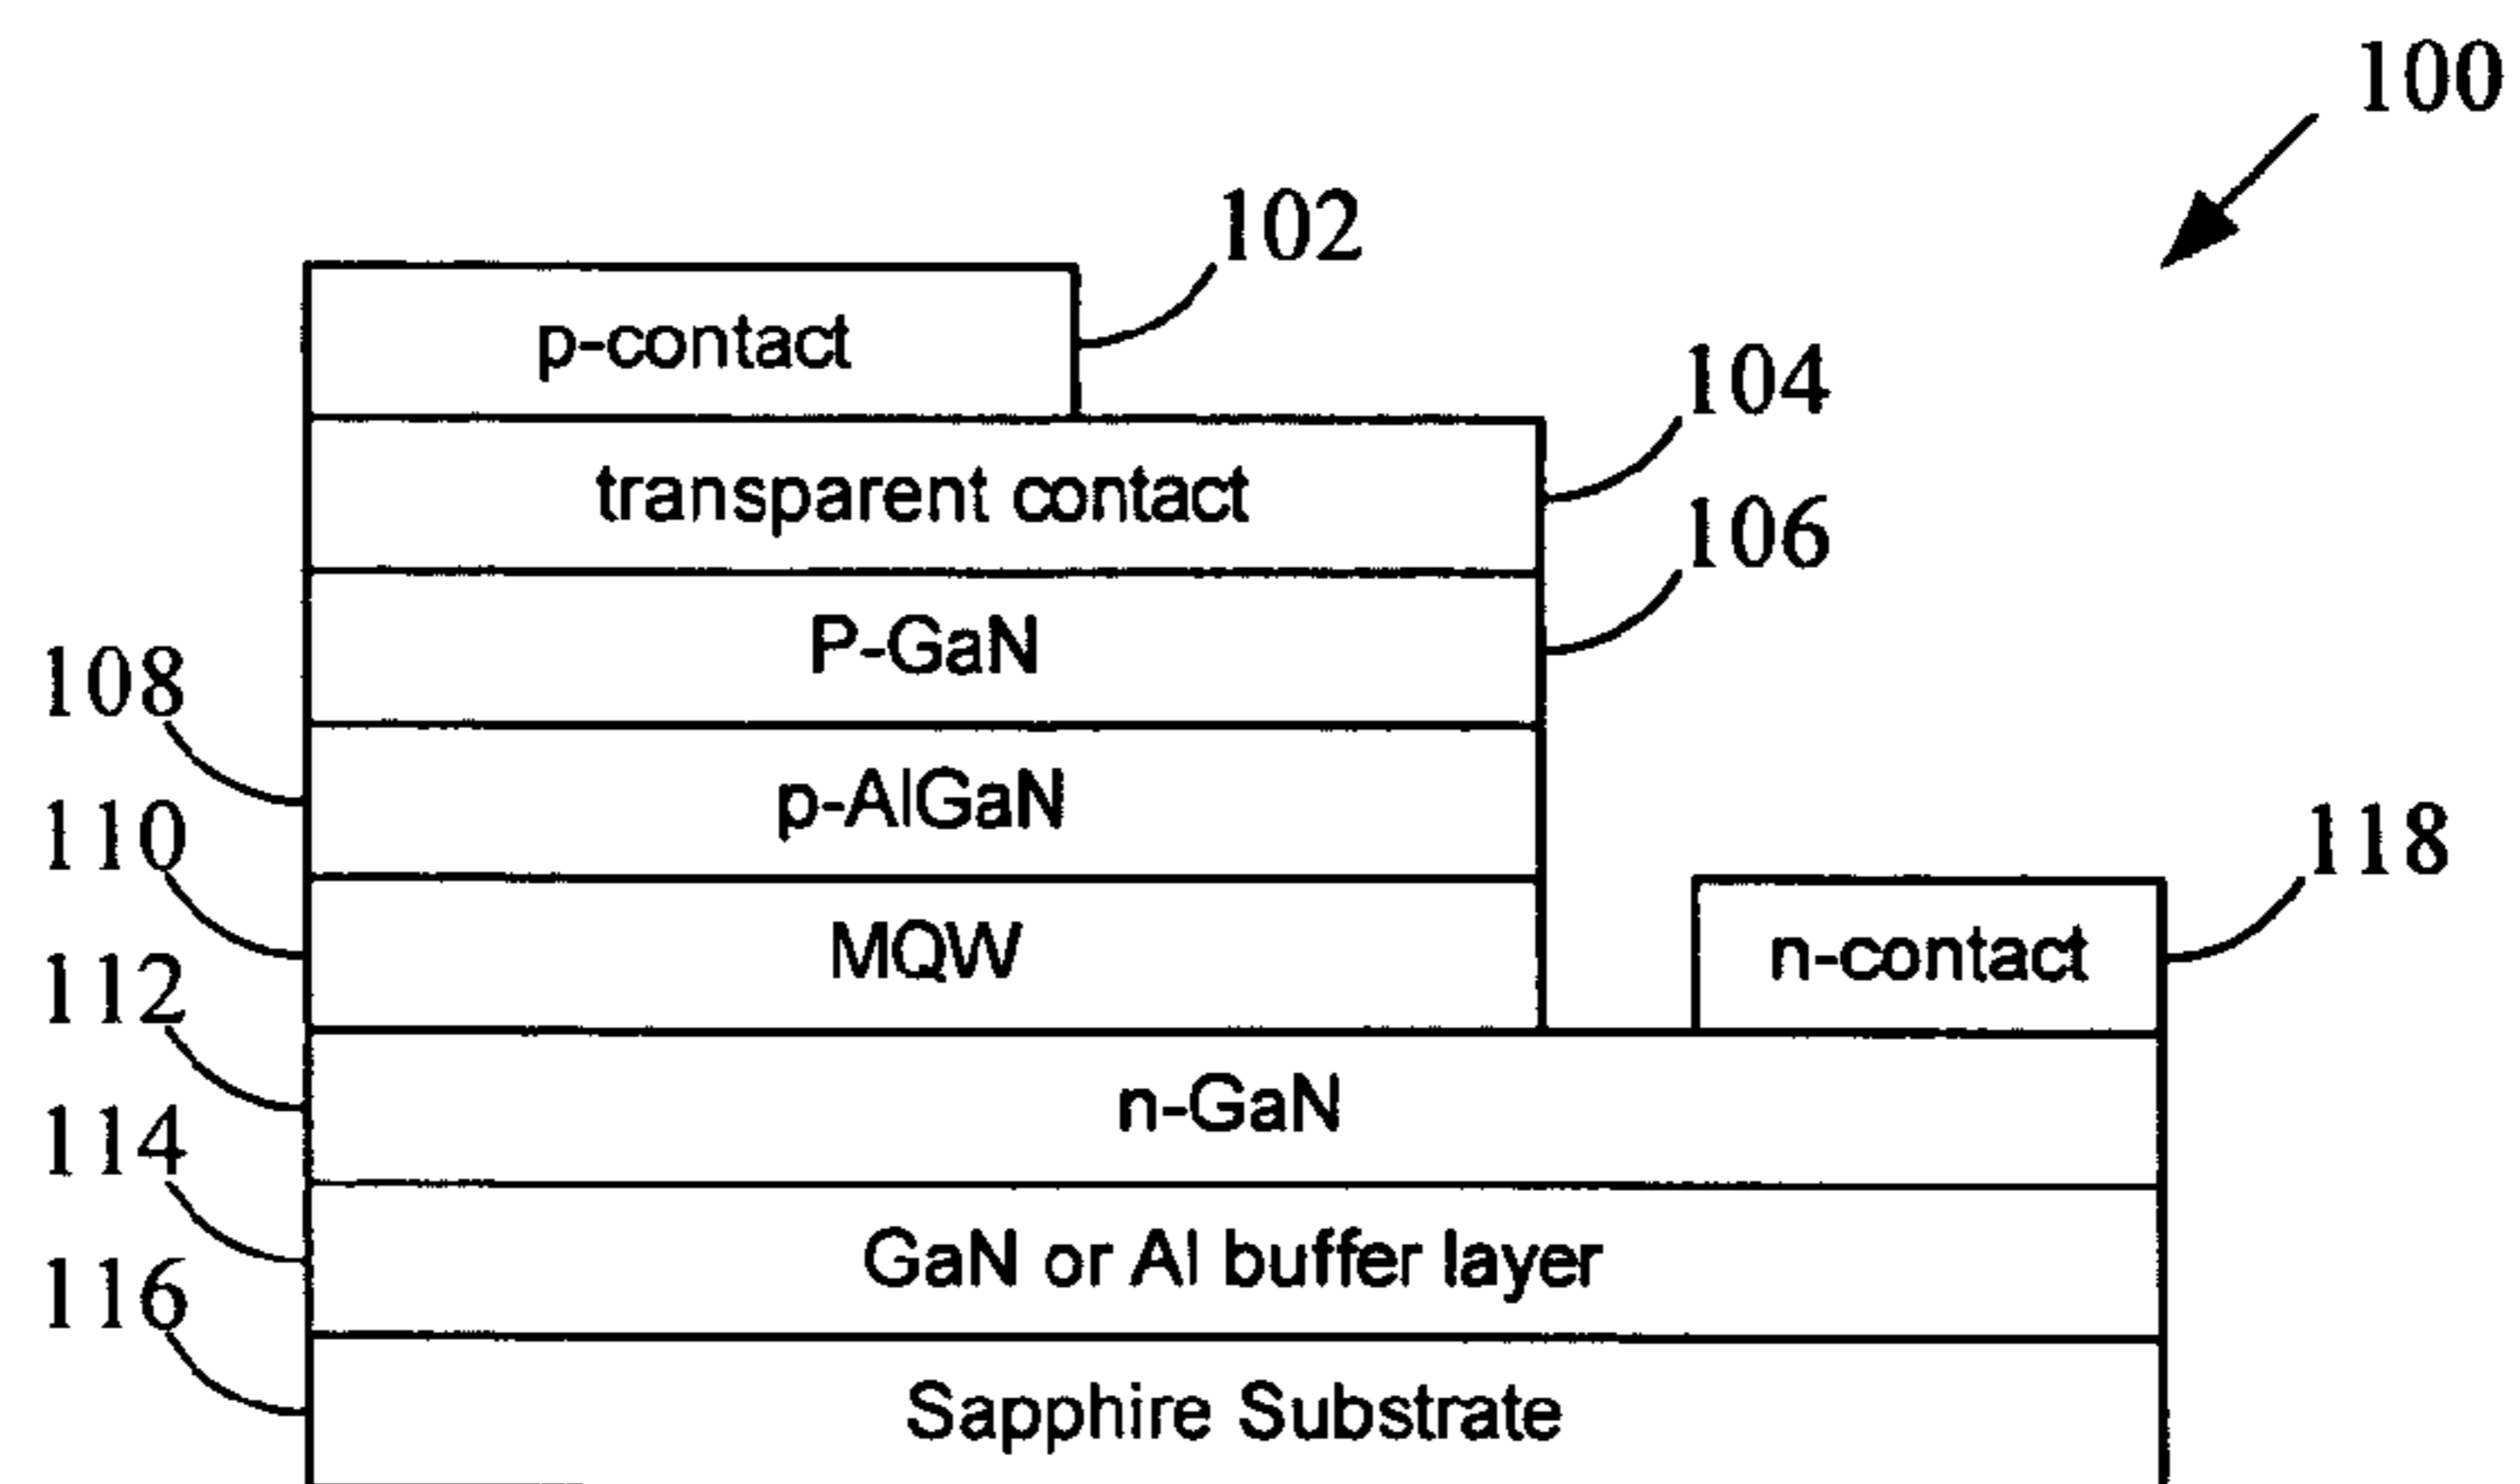 100
102
p-contact
104
transparent contact
106
P-GaN
108
p-AlGaN
110
118
MQW
n-contact
112
n-GaN
114
GaN or Al buffer layer
116
Sapphire Substrate